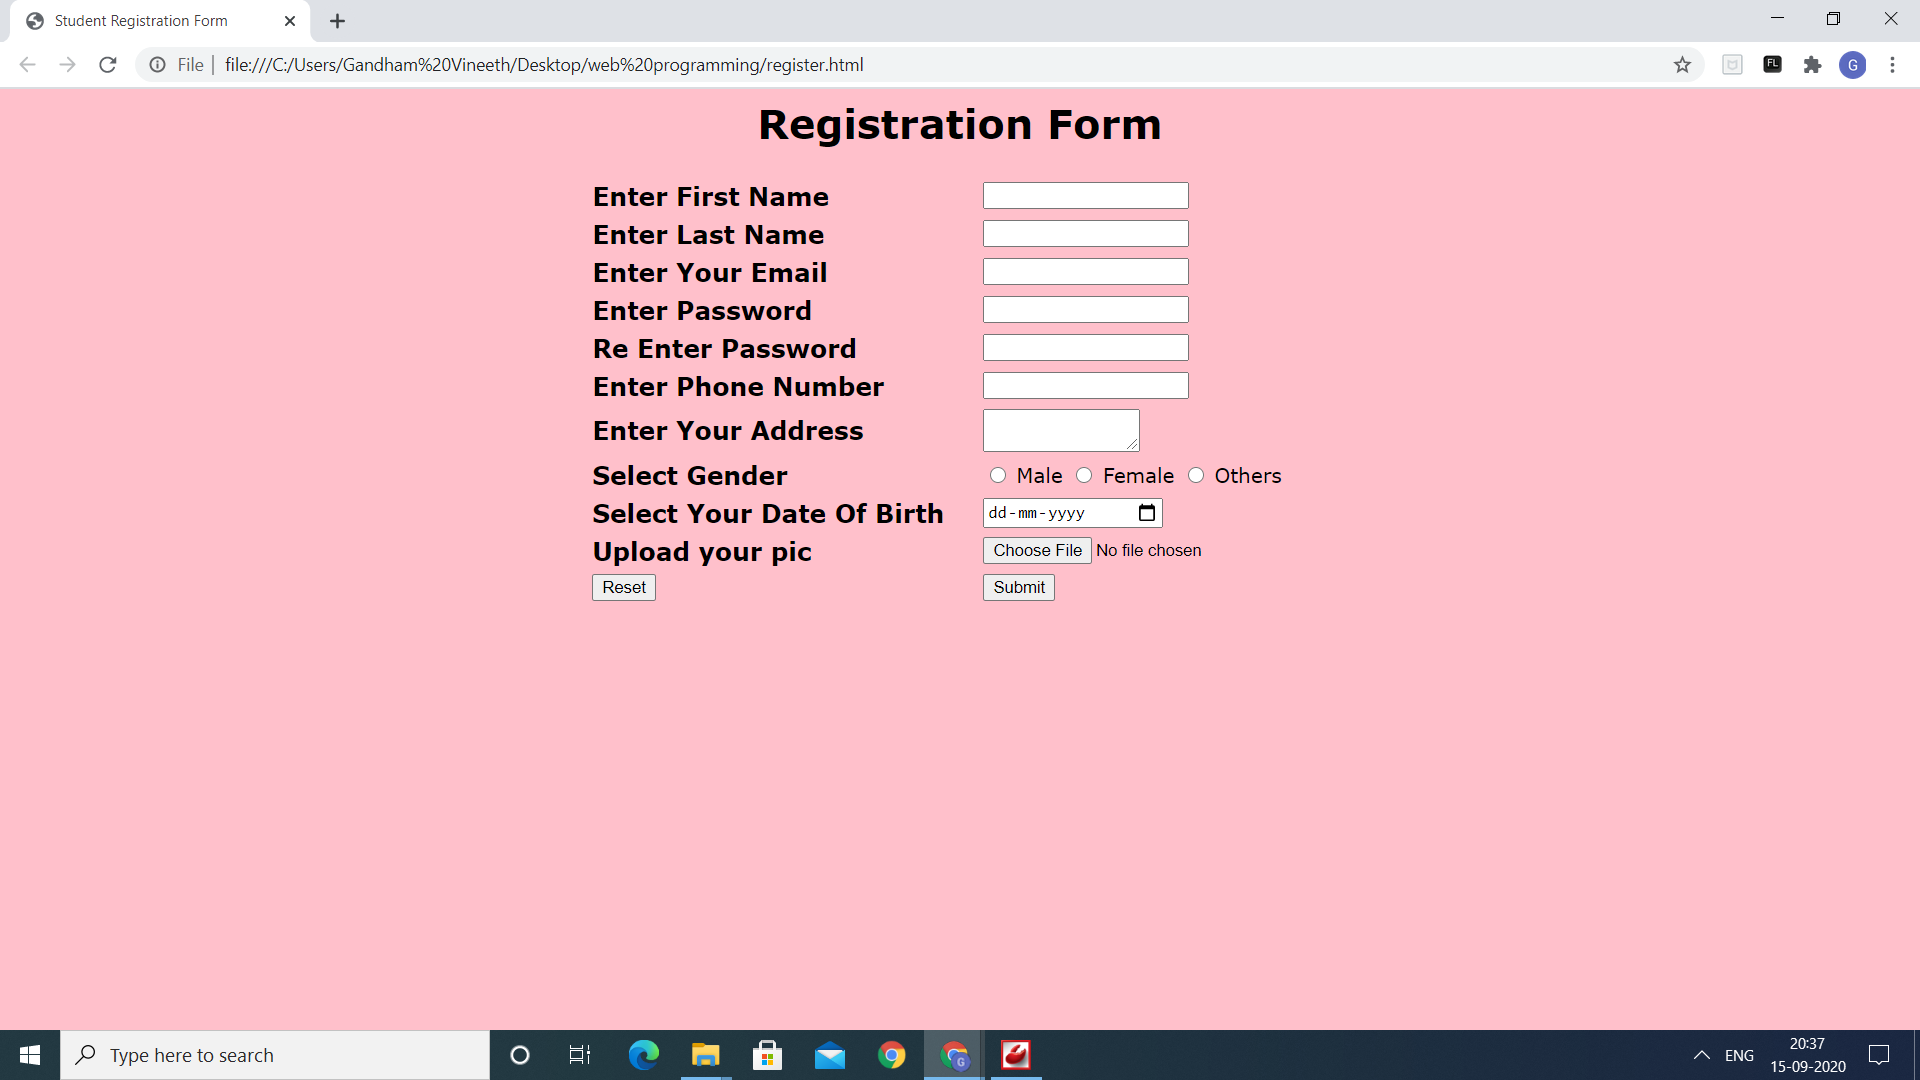 Student Registration Form
File | file:///C:/Users/Gandham%20Vineeth/Desktop/web%20programming/register.html
FL
G
Registration Form
Enter First Name
Enter Last Name
Enter Your Email
Enter Password
Re Enter Password
Enter Phone Number
Enter Your Address
Select Gender Male Female Others
Select Your Date Of Birth dd-mm-yyyy
Upload your pic Choose File No file chosen
Reset Submit
Type here to search
G
ENG
20:37
15-09-2020